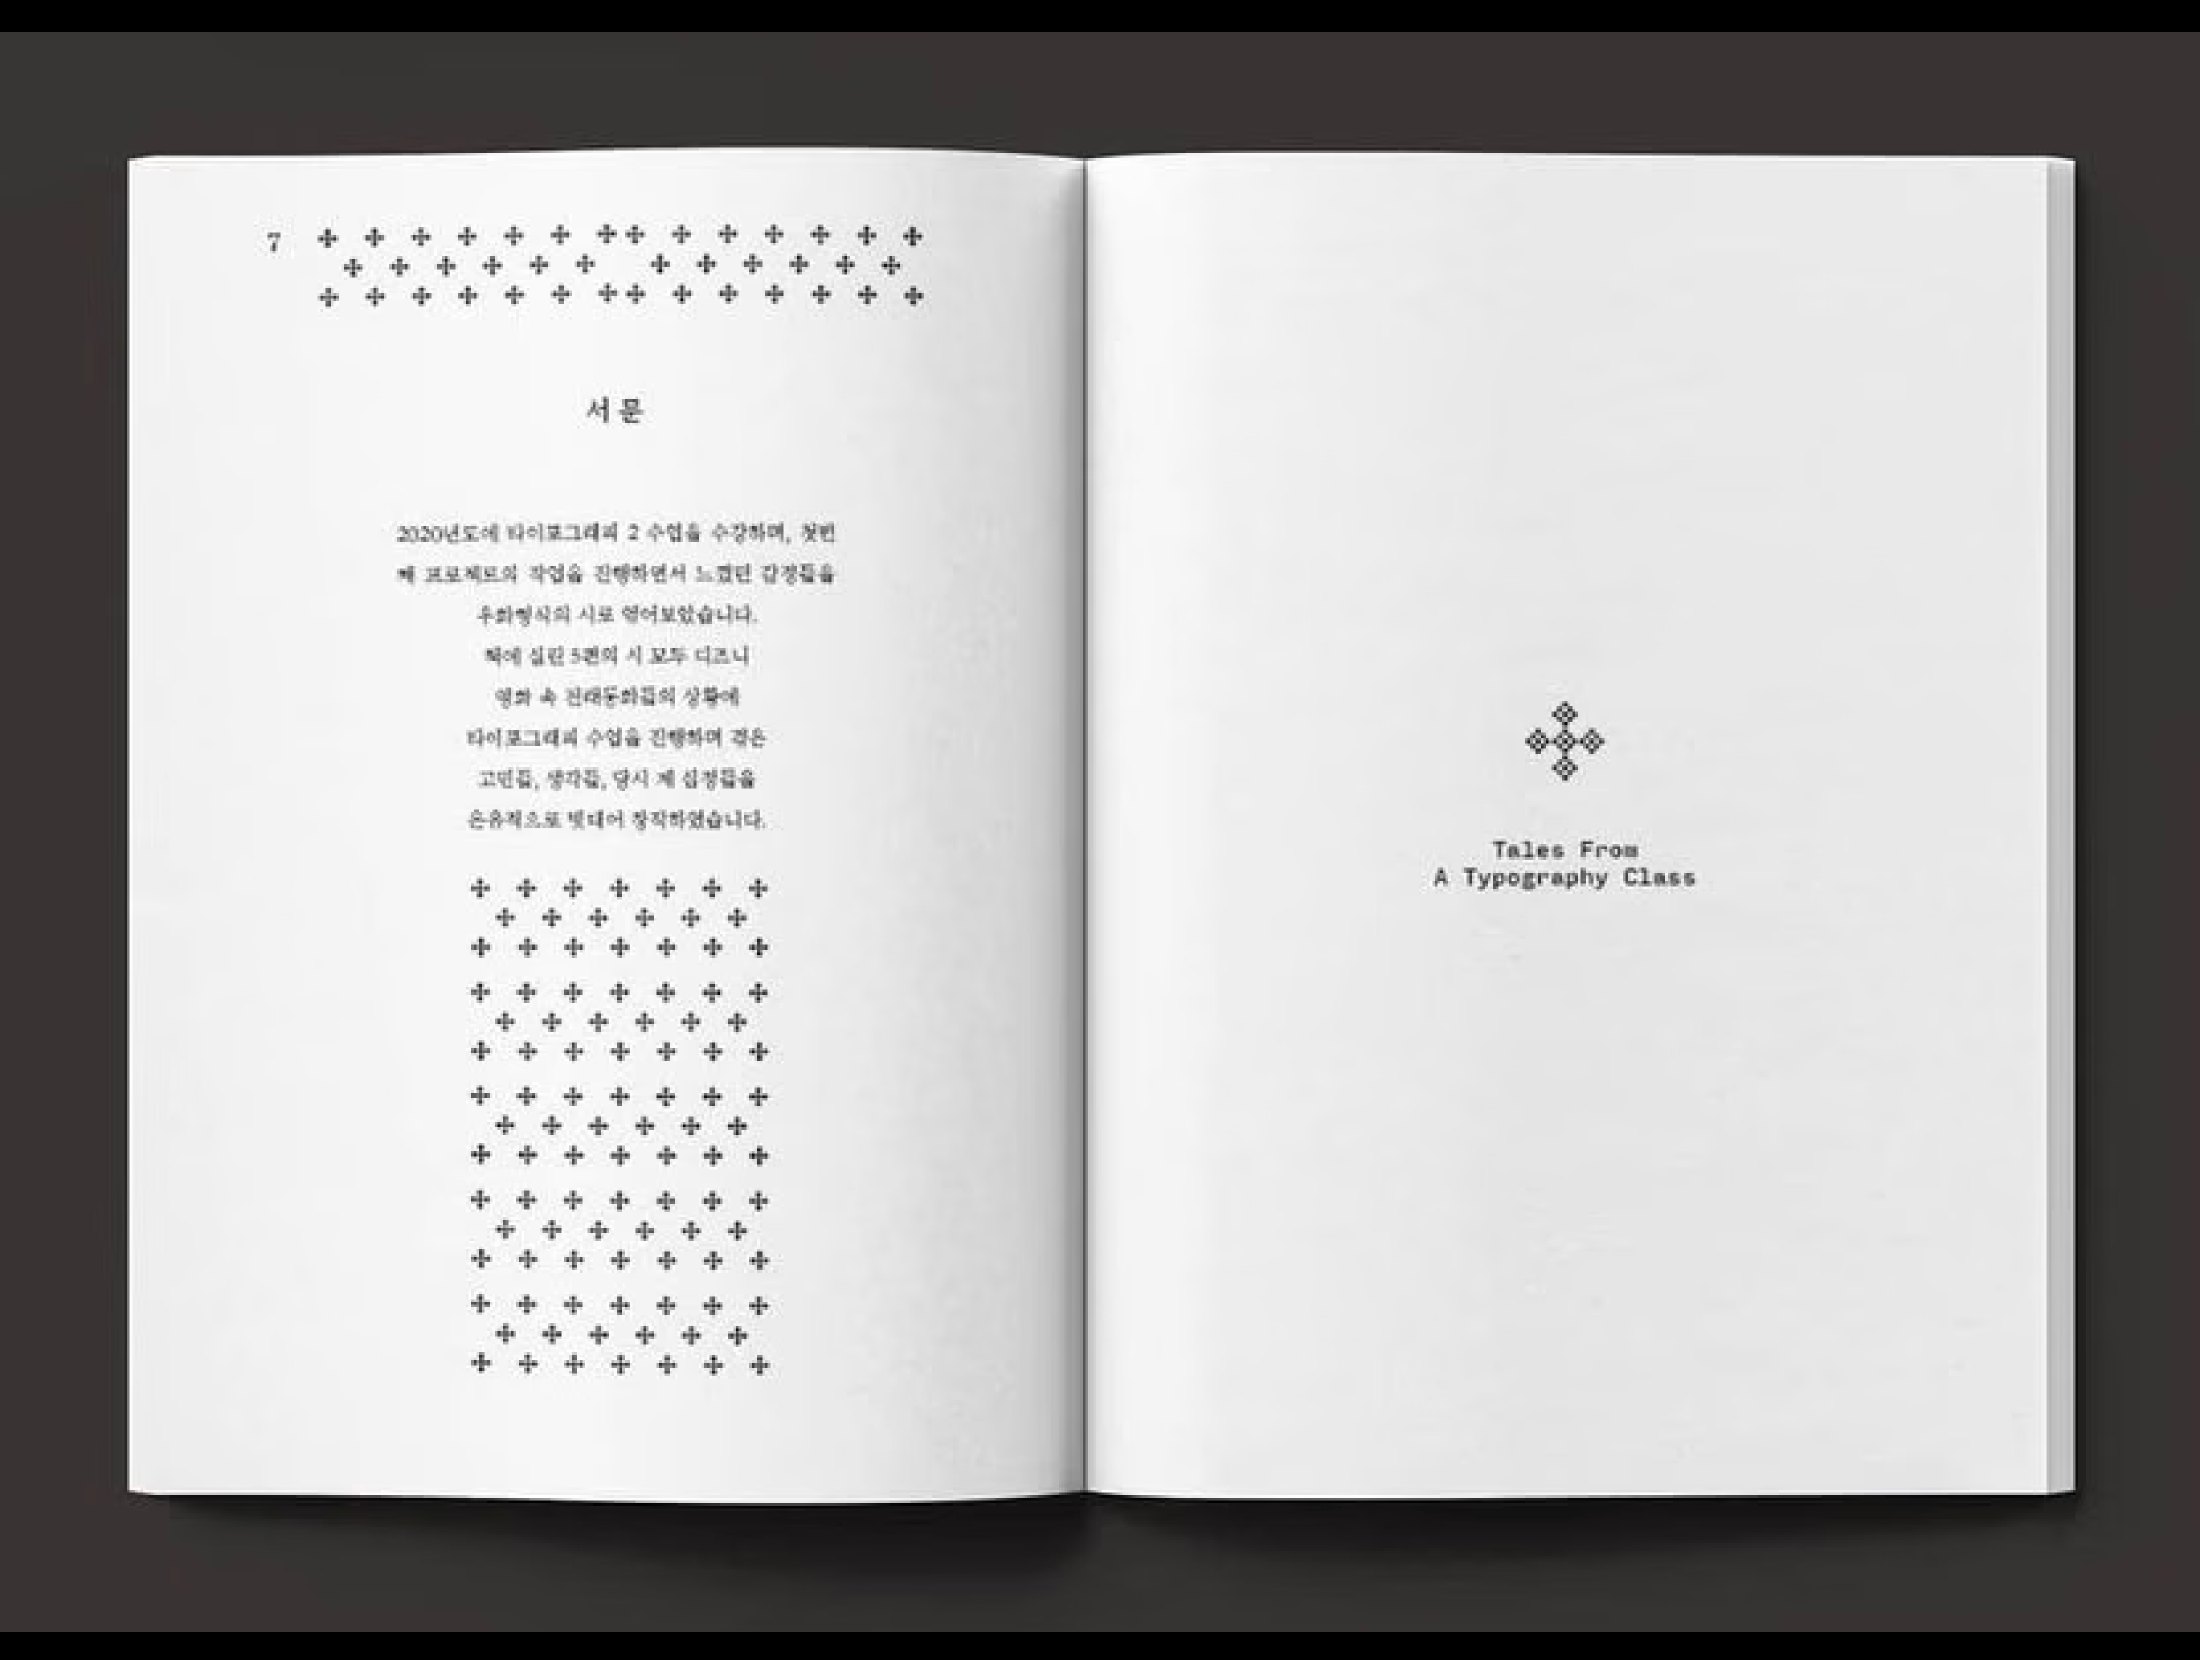 7
서문
2020년도에 타이포그래피 2 수업을 수강하며, 첫번
째 프로젝트의 작업을 진행하면서 느꼈던 감정들을
우화형식의 시로 엮어보았습니다.
책에 실린 5편의 시 모두 디즈니
영화 속 전래동화들의 상황에
타이포그래피 수업을 진행하며 겪은
고민들, 생각들, 당시 제 심정들을
은유적으로 빗대어 창작하였습니다.
Tales From
A Typography Class